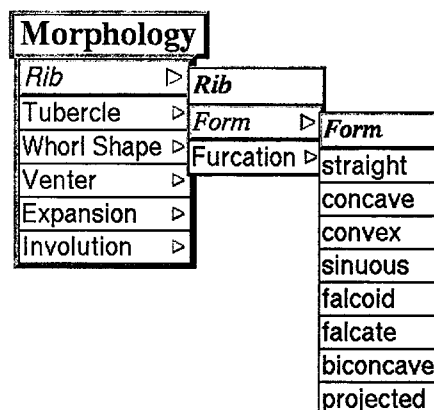 Morphology
Rib
Tubercle
Whorl Shape
Venter
Expansion
Involution
Rib
Form
Furcation
Form
straight
concave
convex
sinuous
falcoid
falcate
biconcave
projected